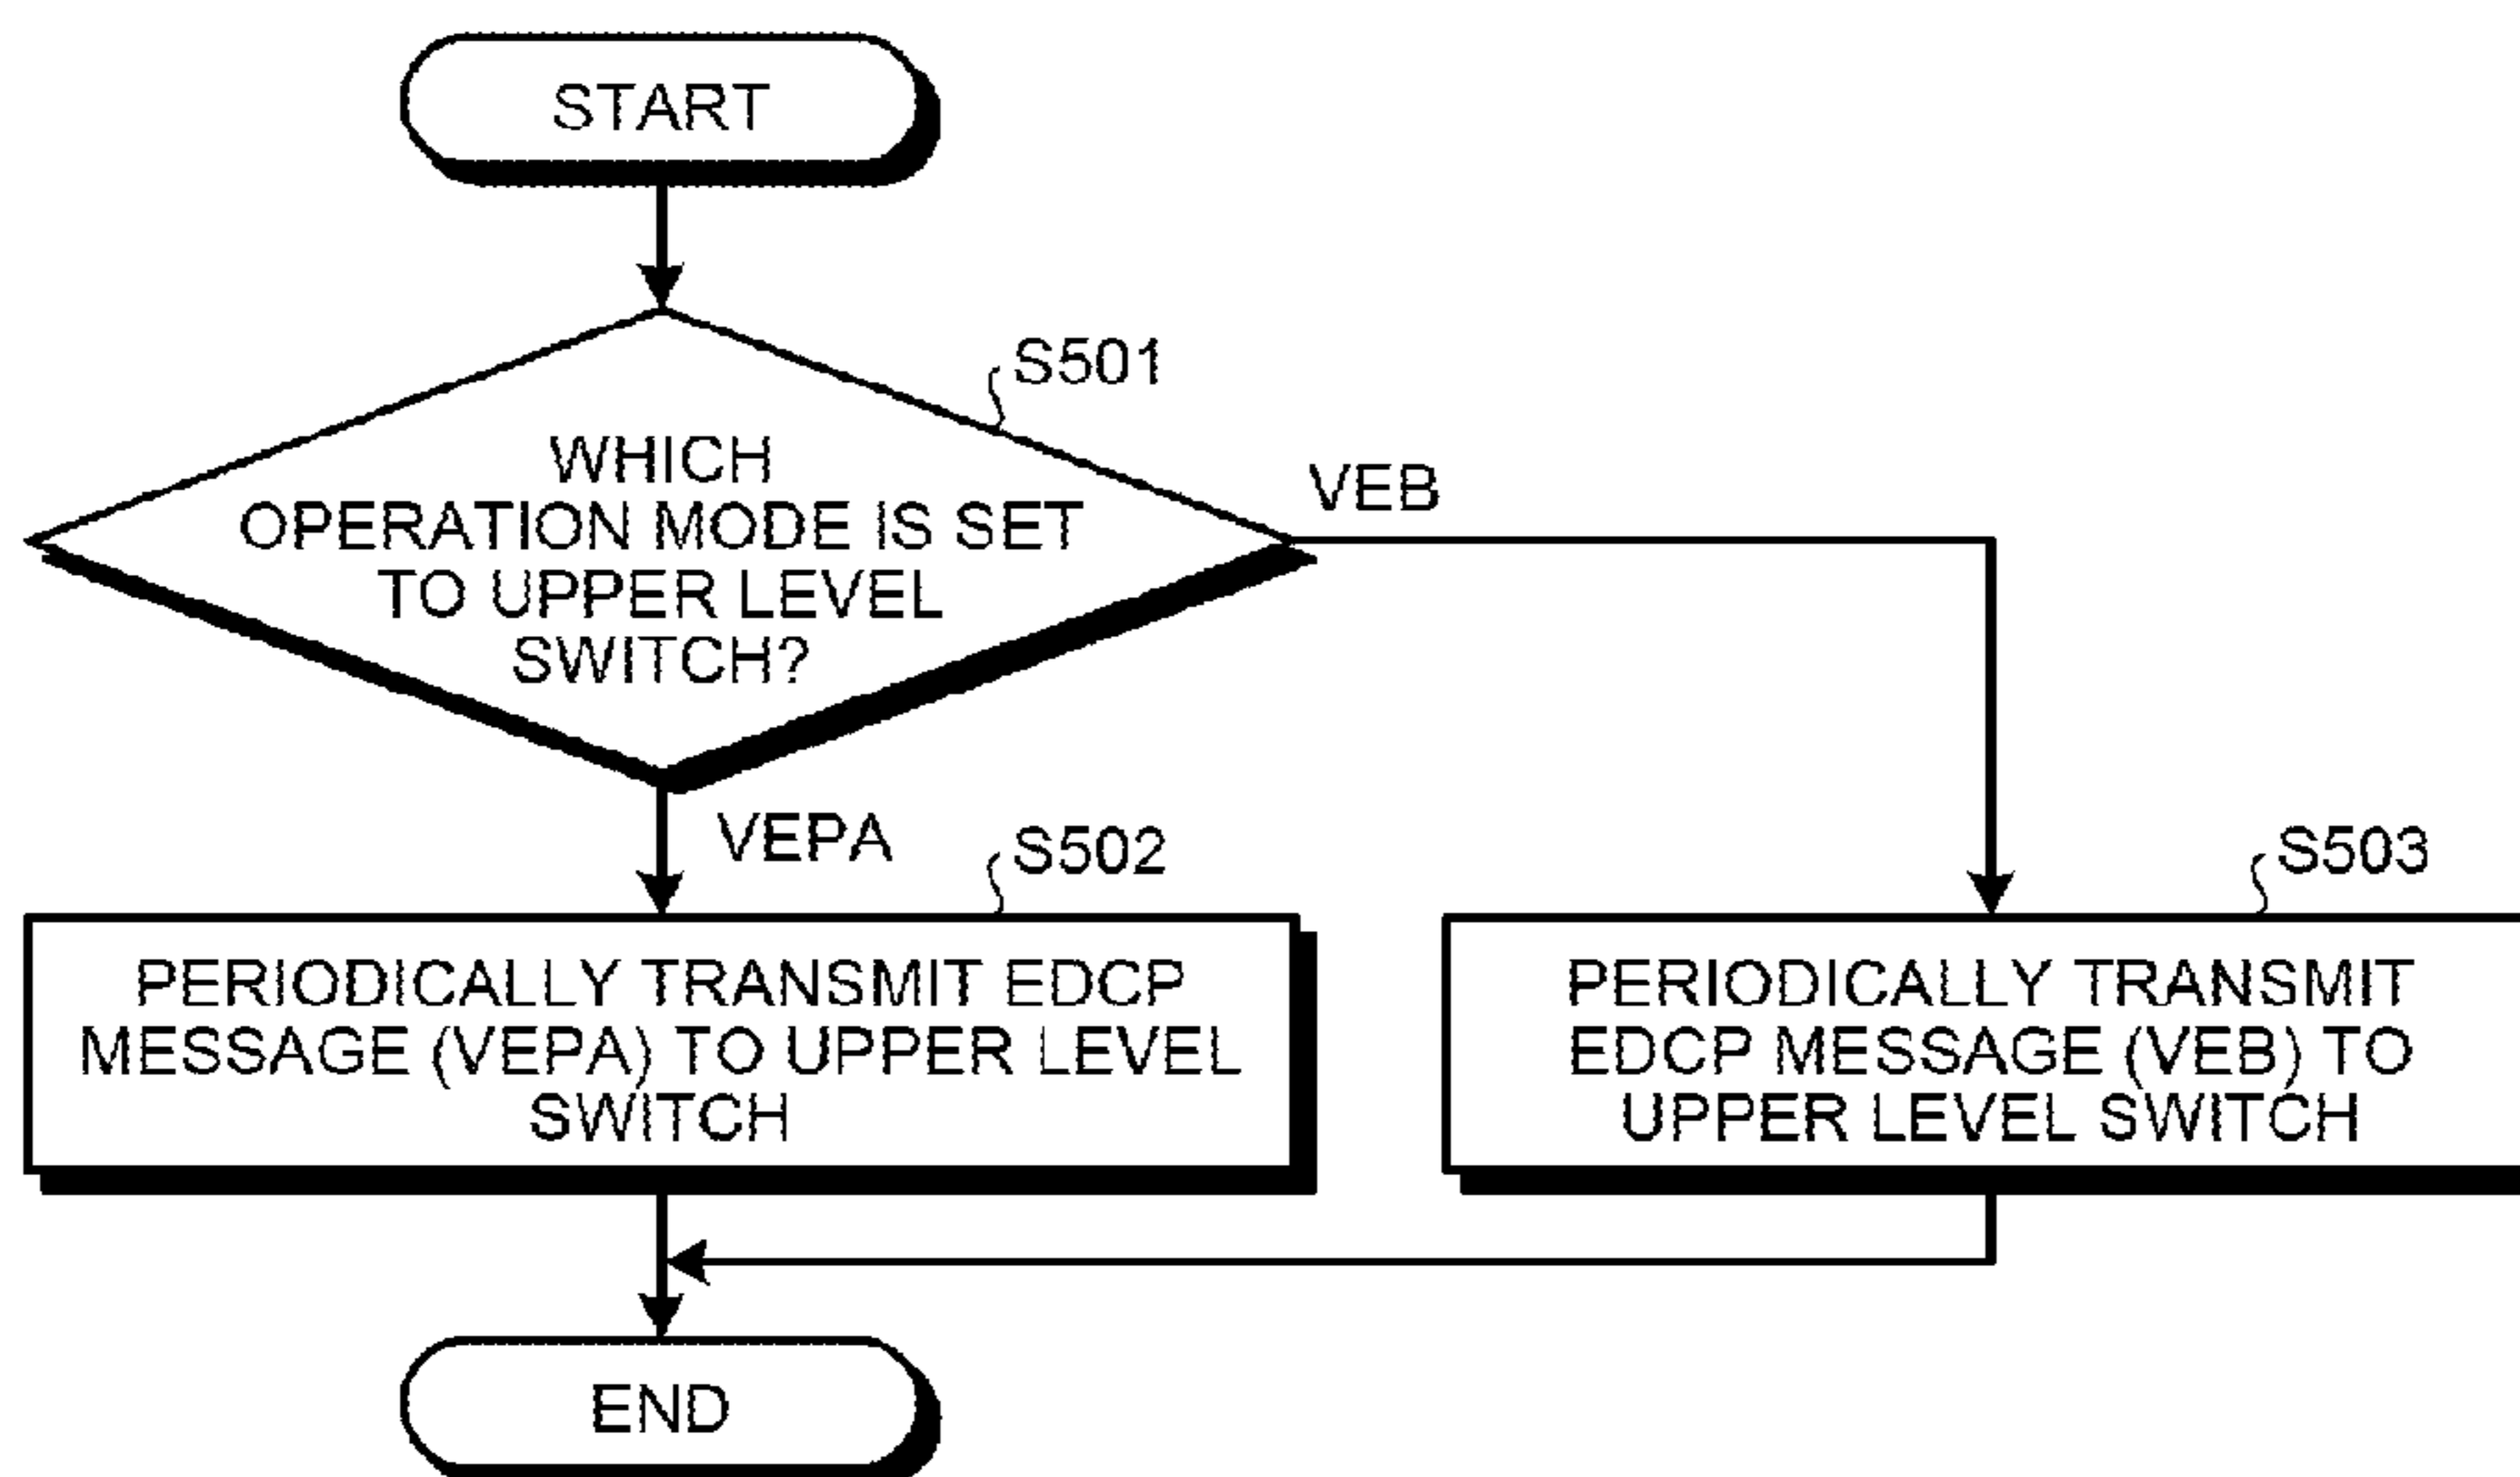 START
S501
WHICH
OPERATION MODE IS SET
TO UPPER LEVEL
SWITCH?
VEB
VEPA
S502
S503
PERIODICALLY TRANSMIT EDCP
MESSAGE (VEPA) TO UPPER LEVEL
SWITCH
PERIODICALLY TRANSMIT
EDCP MESSAGE (VEB) TO
UPPER LEVEL SWITCH
END